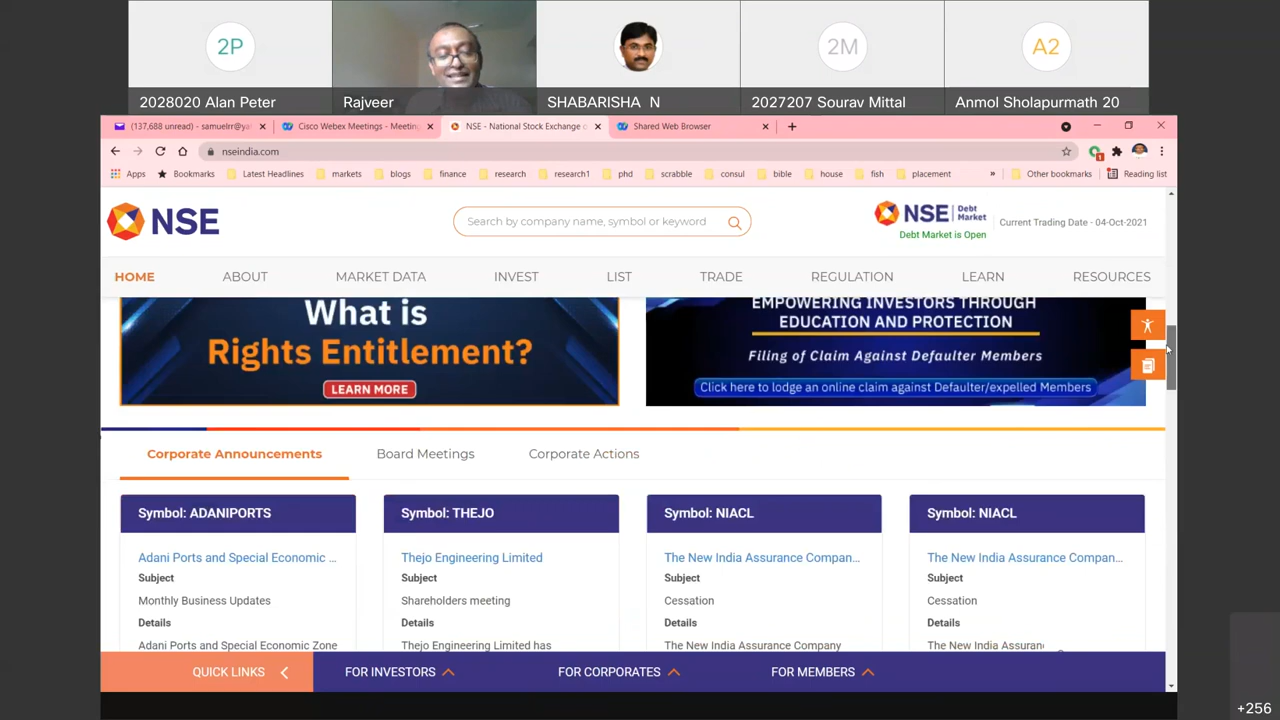 2P
2M
A2
2028020 Alan Peter
Rajveer
SHABARISHA N
2027207 Sourav Mittal
Anmol Sholapurmath 20
(137,688 unread) - samuelrr@ya
Cisco Webex Meetings - Meetin
NSE - National Stock Exchange o
Shared Web Browser
nseindia.com
Apps
Bookmarks
Latest Headlines
markets
blogs
finance
research
research1
phd
scrabble
consul
bible
house
fish
placement
»
Other bookmarks
Reading list
NSE
Search by company name, symbol or keyword
NSE Debt Market
Debt Market is Open
Current Trading Date - 04-Oct-2021
HOME
ABOUT
MARKET DATA
INVEST
LIST
TRADE
REGULATION
LEARN
RESOURCES
What is
Rights Entitlement?
LEARN MORE
EMPOWERING INVESTORS THROUGH
EDUCATION AND PROTECTION
Filing of Claim Against Defaulter Members
Click here to lodge an online claim against Defaulter/expelled Members
Corporate Announcements
Board Meetings
Corporate Actions
Symbol: ADANIPORTS
Adani Ports and Special Economic ...
Subject
Monthly Business Updates
Details
Adani Ports and Special Economic Zone
Symbol: THEJO
Thejo Engineering Limited
Subject
Shareholders meeting
Details
Thejo Engineering Limited has
Symbol: NIACL
The New India Assurance Compan...
Subject
Cessation
Details
The New India Assurance Company
Symbol: NIACL
The New India Assurance Compan...
Subject
Cessation
Details
The New India Assuran
QUICK LINKS
FOR INVESTORS
FOR CORPORATES
FOR MEMBERS
+256